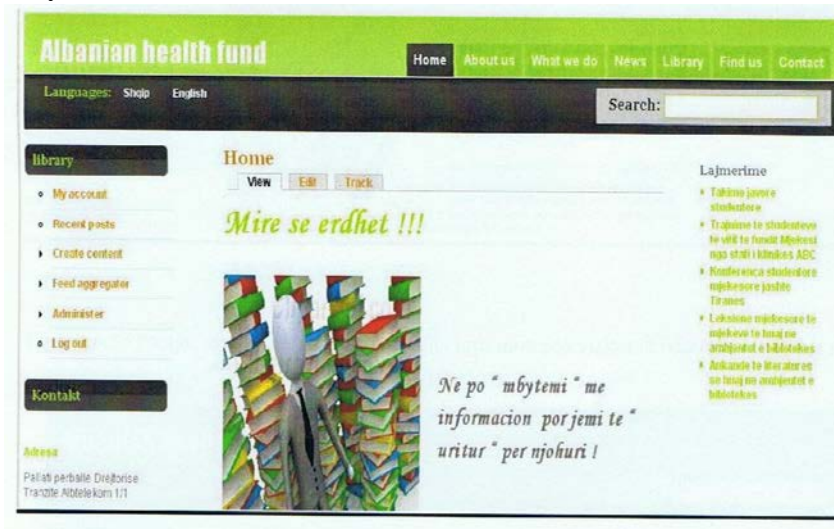 Albanian health fund
Home About us What we do News Library Find us Contact
Languages: Shqip English
Search:
library
My account
Recent posts
Create content
Feed aggregator
Administer
Log out
Kontakt
Adresa
Pallati perballe Drejtorise
Tranzite Albtelekom 1/1
Home
View Edit Track
Mire se erdhet !!!
Ne po " mbytemi " me
informacion por jemi te "
uritur " per njohuri !
Lajmerime
Takime javore
studentore
Trajnime te studenteve
te vitit te fundit Mjekesi
nga stafi i klinikes ABC
Konferenca studentore
mjekesore jashte
Tiranes
Leksione mjekesore te
mjekeve te huaj ne
ambjentet e bibliotekes
Ankande te literatures
se huaj ne ambjentet e
bibliotekes